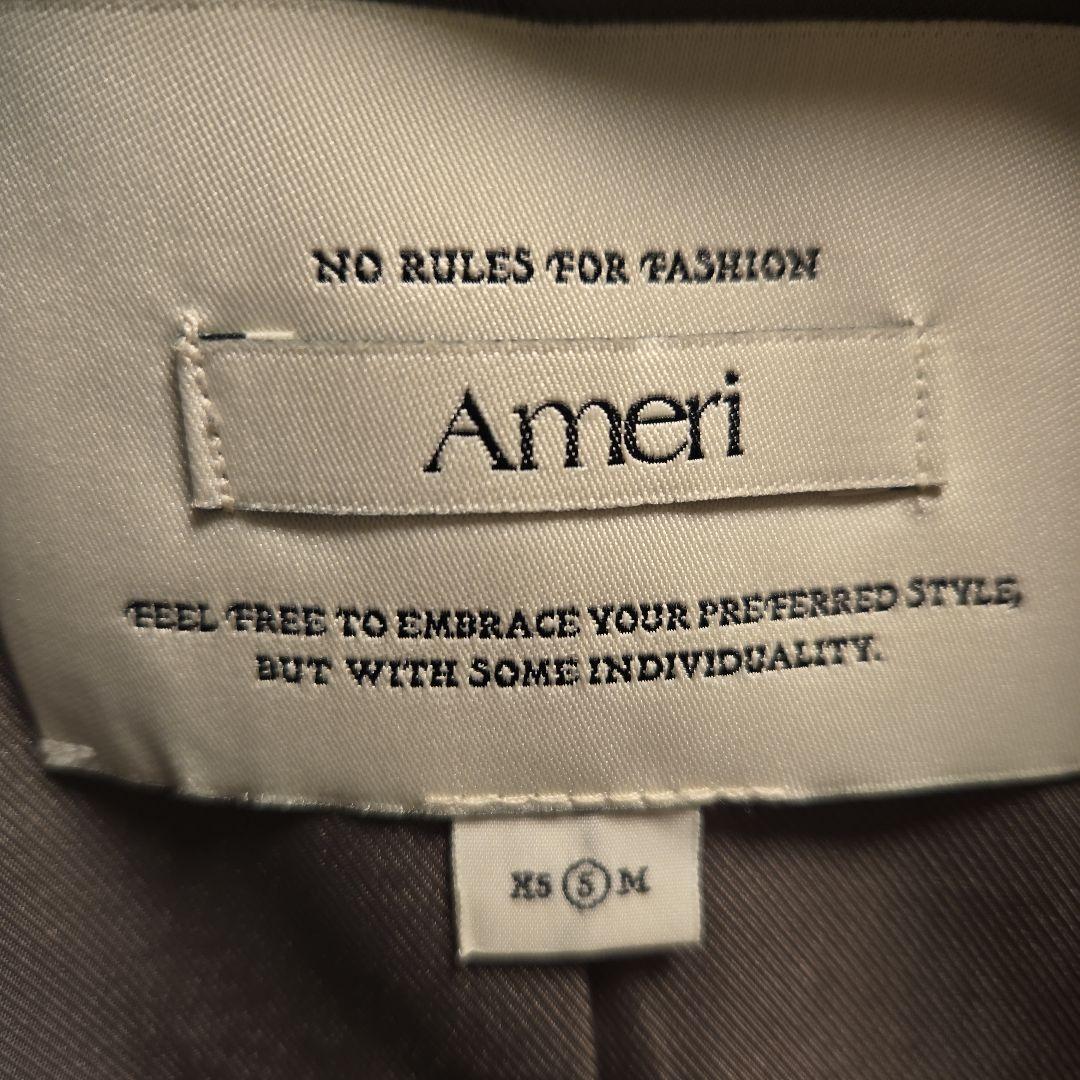 NO RULES FOR FASHION
Ameri
FEEL FREE TO EMBRACE YOUR PREFERRED STYLE,
BUT WITH SOME INDIVIDUALITY.
XS S M